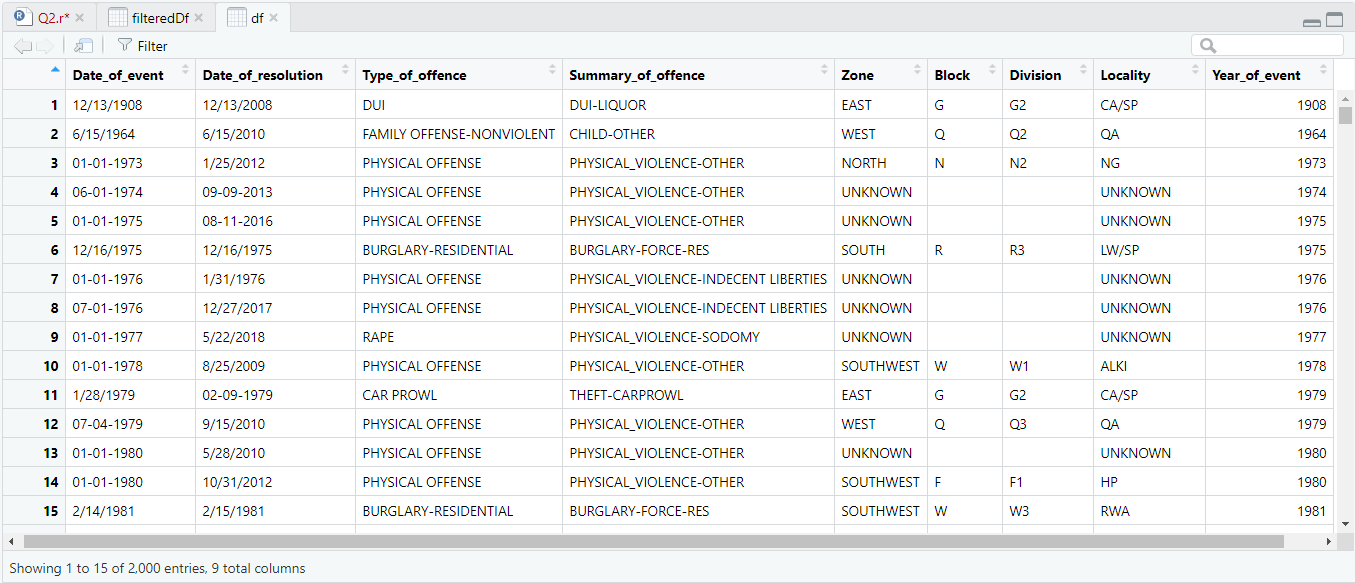 Q2.r* filteredDf df
Filter
Date_of_event Date_of_resolution Type_of_offence Summary_of_offence Zone Block Division Locality Year_of_event
1 12/13/1908 12/13/2008 DUI DUI-LIQUOR EAST G G2 CA/SP 1908
2 6/15/1964 6/15/2010 FAMILY OFFENSE-NONVIOLENT CHILD-OTHER WEST Q Q2 QA 1964
3 01-01-1973 1/25/2012 PHYSICAL OFFENSE PHYSICAL_VIOLENCE-OTHER NORTH N N2 NG 1973
4 06-01-1974 09-09-2013 PHYSICAL OFFENSE PHYSICAL_VIOLENCE-OTHER UNKNOWN UNKNOWN 1974
5 01-01-1975 08-11-2016 PHYSICAL OFFENSE PHYSICAL_VIOLENCE-OTHER UNKNOWN UNKNOWN 1975
6 12/16/1975 12/16/1975 BURGLARY-RESIDENTIAL BURGLARY-FORCE-RES SOUTH R R3 LW/SP 1975
7 01-01-1976 1/31/1976 PHYSICAL OFFENSE PHYSICAL_VIOLENCE-INDECENT LIBERTIES UNKNOWN UNKNOWN 1976
8 07-01-1976 12/27/2017 PHYSICAL OFFENSE PHYSICAL_VIOLENCE-INDECENT LIBERTIES UNKNOWN UNKNOWN 1976
9 01-01-1977 5/22/2018 RAPE PHYSICAL_VIOLENCE-SODOMY UNKNOWN UNKNOWN 1977
10 01-01-1978 8/25/2009 PHYSICAL OFFENSE PHYSICAL_VIOLENCE-OTHER SOUTHWEST W W1 ALKI 1978
11 1/28/1979 02-09-1979 CAR PROWL THEFT-CARPROWL EAST G G2 CA/SP 1979
12 07-04-1979 9/15/2010 PHYSICAL OFFENSE PHYSICAL_VIOLENCE-OTHER WEST Q Q3 QA 1979
13 01-01-1980 5/28/2010 PHYSICAL OFFENSE PHYSICAL_VIOLENCE-OTHER UNKNOWN UNKNOWN 1980
14 01-01-1980 10/31/2012 PHYSICAL OFFENSE PHYSICAL_VIOLENCE-OTHER SOUTHWEST F F1 HP 1980
15 2/14/1981 2/15/1981 BURGLARY-RESIDENTIAL BURGLARY-FORCE-RES SOUTHWEST W W3 RWA 1981
Showing 1 to 15 of 2,000 entries, 9 total columns